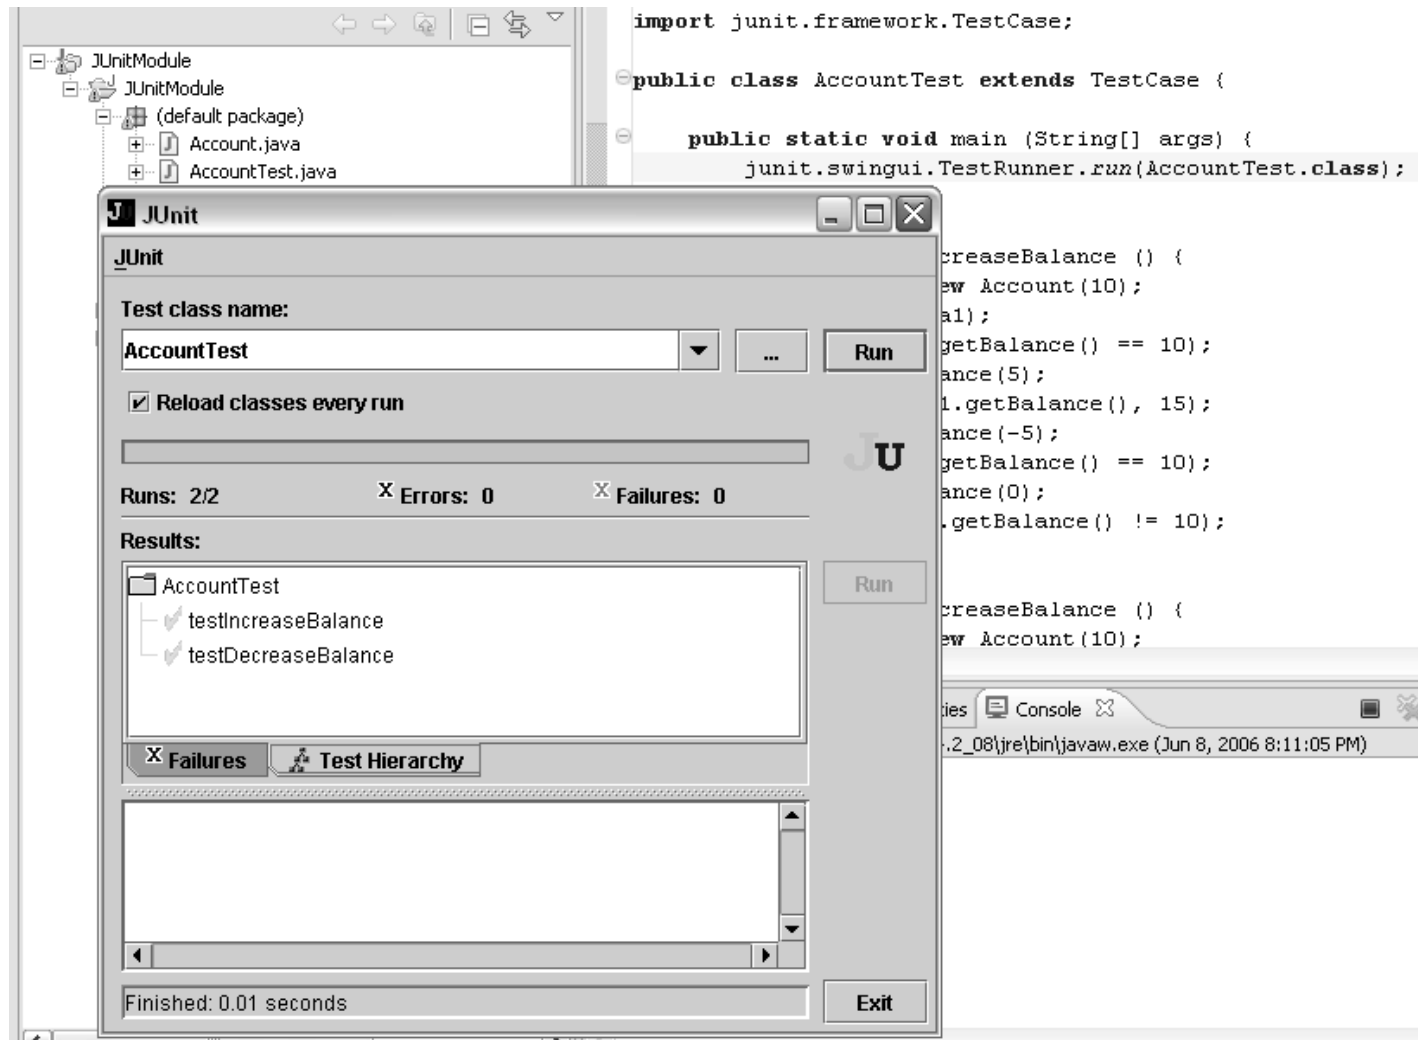 JUnitModule
JUnitModule
(default package)
Account.java
AccountTest.java
import junit.framework.TestCase;
public class AccountTest extends TestCase {
public static void main (String[] args) {
junit.swingui.TestRunner.run(AccountTest.class);
creaseBalance () {
ew Account(10);
a1);
getBalance() == 10);
ance(5);
1.getBalance(), 15);
ance(-5);
getBalance() == 10);
ance(0);
.getBalance() != 10);
creaseBalance () {
ew Account(10);
JU JUnit
JUnit
Test class name:
AccountTest
...
Run
Reload classes every run
JU
Runs: 2/2
X Errors: 0
X Failures: 0
Results:
AccountTest
testIncreaseBalance
testDecreaseBalance
Run
X Failures
Test Hierarchy
Finished: 0.01 seconds
Exit
ies
Console
.2_08\jre\bin\javaw.exe (Jun 8, 2006 8:11:05 PM)